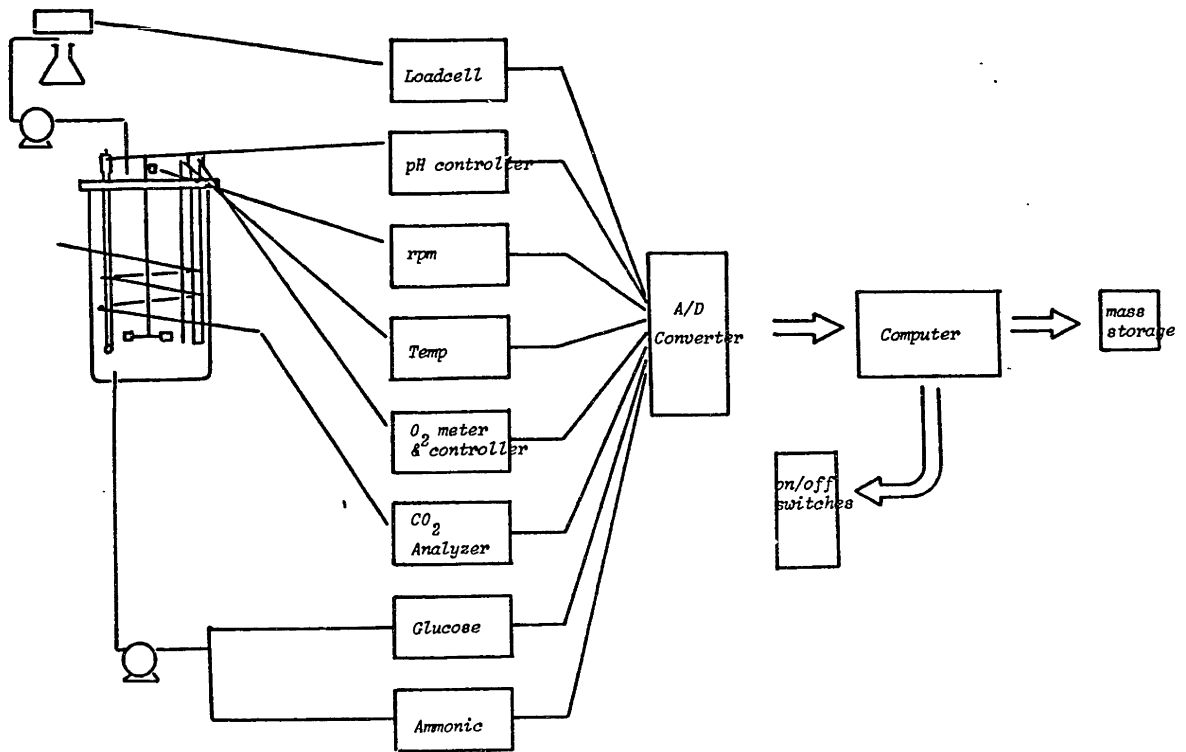 Loadcell
pH controller
rpm
Temp
O2 meter
& controller
CO2
Analyzer
Glucose
Ammonic
A/D
Converter
Computer
mass
storage
on/off
switches